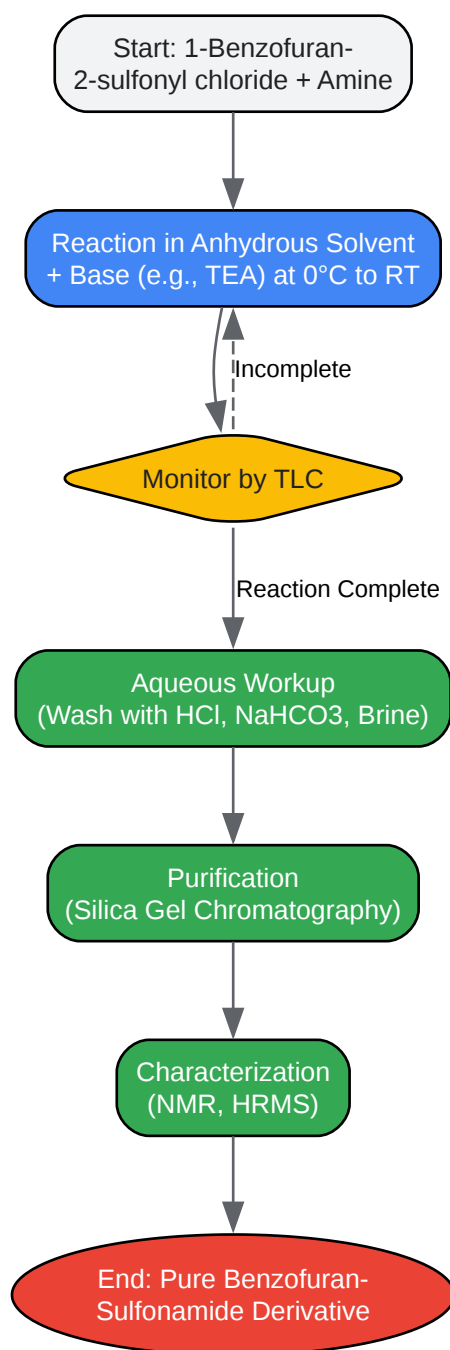 Start: 1-Benzofuran-
2-sulfonyl chloride + Amine
Reaction in Anhydrous Solvent
+ Base (e.g., TEA) at 0°C to RT
Incomplete
Monitor by TLC
Reaction Complete
Aqueous Workup
(Wash with HCl, NaHCO3, Brine)
Purification
(Silica Gel Chromatography)
Characterization
(NMR, HRMS)
End: Pure Benzofuran-
Sulfonamide Derivative